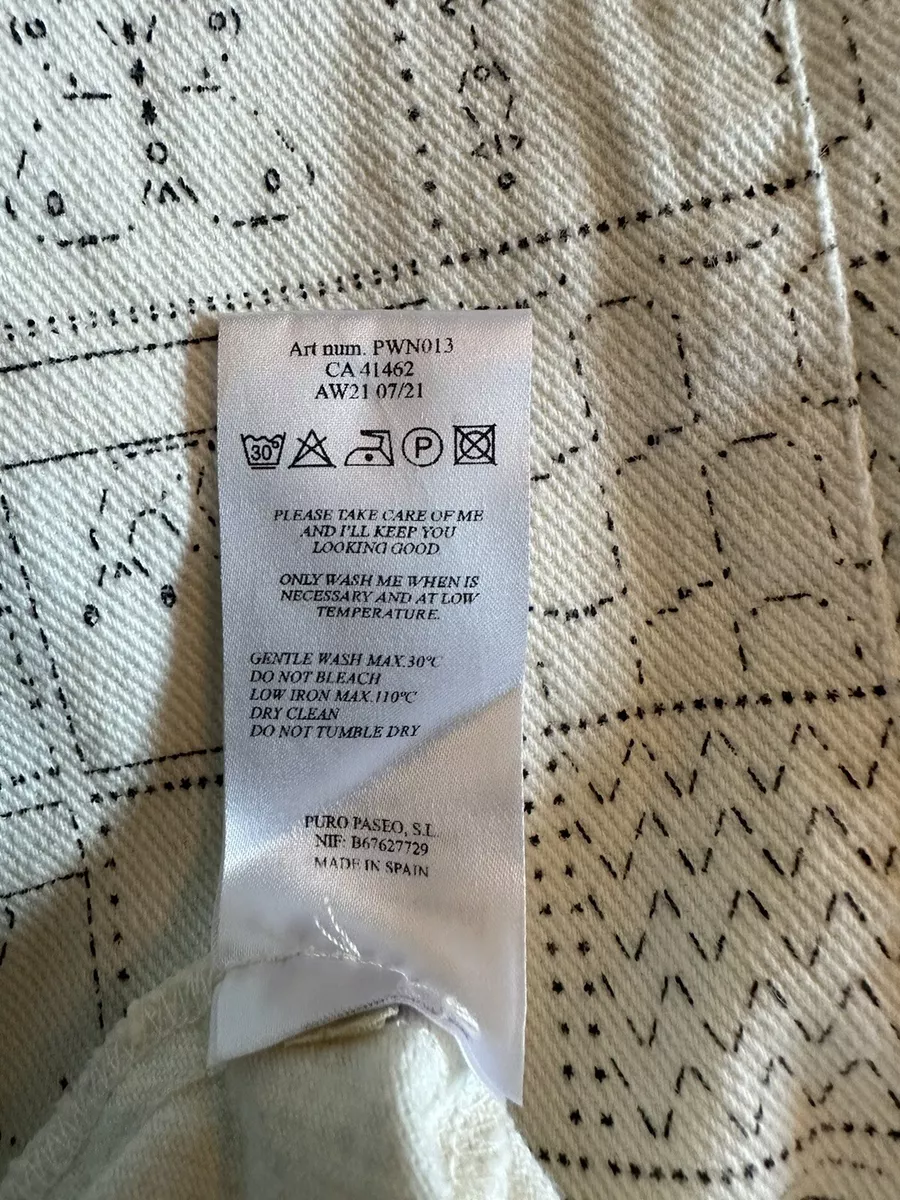 Art num. PWN013
CA 41462
AW21 07/21
30°
P
PLEASE TAKE CARE OF ME
AND I'LL KEEP YOU
LOOKING GOOD
ONLY WASH ME WHEN IS
NECESSARY AND AT LOW
TEMPERATURE.
GENTLE WASH MAX.30ºC
DO NOT BLEACH
LOW IRON MAX.110ºC
DRY CLEAN
DO NOT TUMBLE DRY
PURO PASEO, S.L.
NIF: B67627729
MADE IN SPAIN